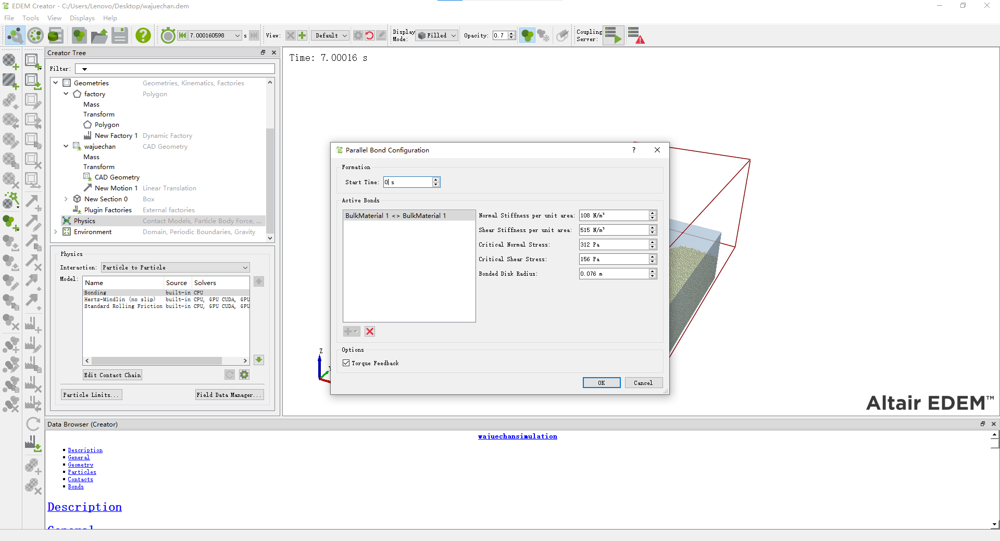 EDEM Creator - C:/Users/Lenovo/Desktop/wajuechan.dem
File Tools View Displays Help
7.000160598 s View: Default Display Mode: Filled Opacity: 0.7 Coupling Server:
Creator Tree
Filter:
Geometries Geometries, Kinematics, Factories
factory Polygon
Mass
Transform
Polygon
New Factory 1 Dynamic Factory
wajuechan CAD Geometry
Mass
Transform
CAD Geometry
New Motion 1 Linear Translation
New Section 0 Box
Plugin Factories External factories
Physics Contact Models, Particle Body Force, ...
Environment Domain, Periodic Boundaries, Gravity
Physics
Interaction: Particle to Particle
Model:
Name Source Solvers
Bonding built-in CPU
Hertz-Mindlin (no slip) built-in CPU, GPU CUDA, GPU
Standard Rolling Friction built-in CPU, GPU CUDA, GPU
Edit Contact Chain
Particle Limits... Field Data Manager...
Time: 7.00016 s
Z
Y
Parallel Bond Configuration ?
Formation
Start Time: 0 s
Active Bonds
BulkMaterial 1 <> BulkMaterial 1
Normal Stiffness per unit area: 108 N/m³
Shear Stiffness per unit area: 515 N/m³
Critical Normal Stress: 312 Pa
Critical Shear Stress: 156 Pa
Bonded Disk Radius: 0.076 m
Options
Torque Feedback
OK Cancel
Altair EDEM™
Data Browser (Creator)
wajuechansimulation
Description
General
Geometry
Particles
Contacts
Bonds
Description
General